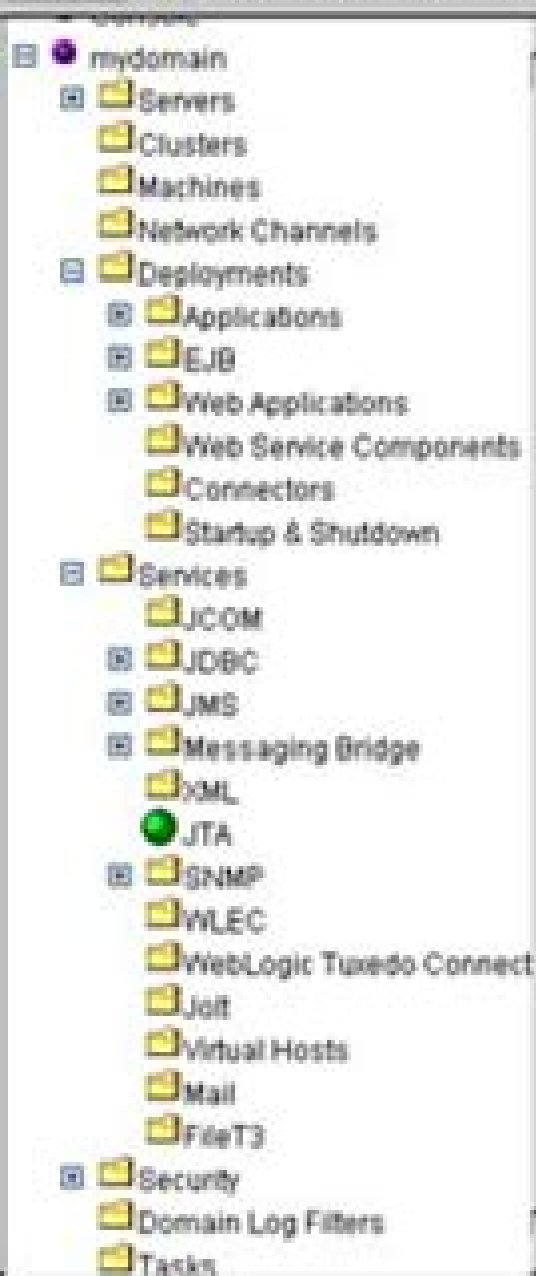 Console
mydomain
Servers
Clusters
Machines
Network Channels
Deployments
Applications
EJB
Web Applications
Web Service Components
Connectors
Startup & Shutdown
Services
JCOM
JDBC
JMS
Messaging Bridge
XML
JTA
SNMP
WLEC
WebLogic Tuxedo Connect
Jolt
Virtual Hosts
Mail
FileT3
Security
Domain Log Filters
Tasks